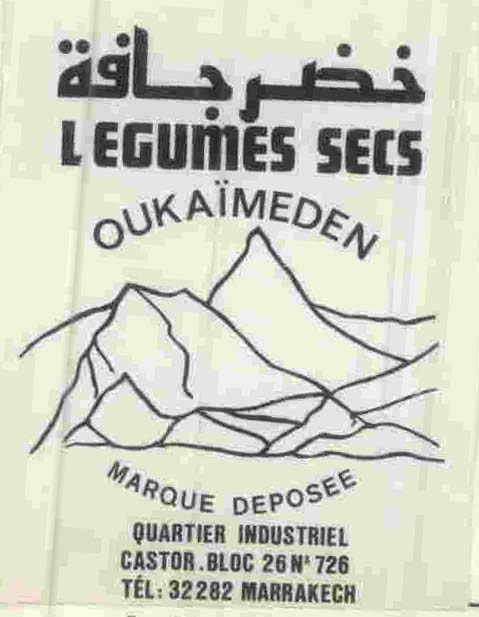 خضر جافة
LEGUMES SECS
OUKAÏMEDEN
MARQUE DEPOSEE
QUARTIER INDUSTRIEL
CASTOR.BLOC 26 N° 726
TÉL: 32282 MARRAKECH